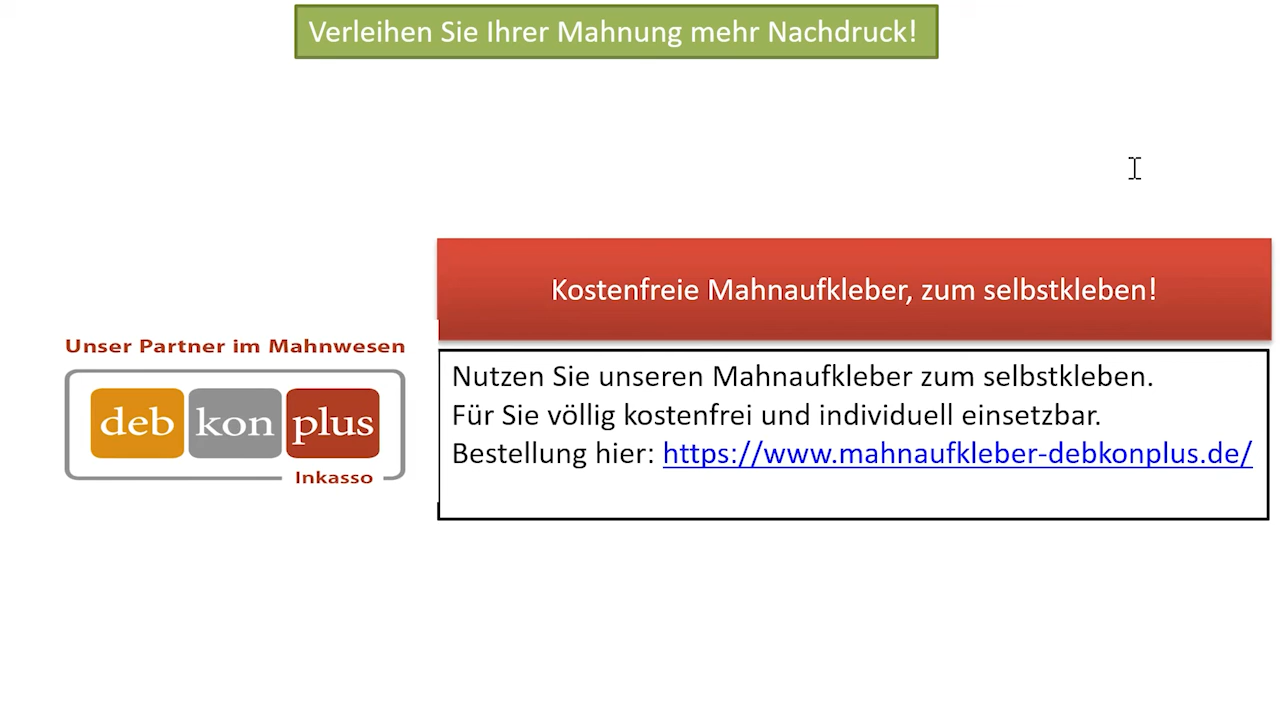 Verleihen Sie Ihrer Mahnung mehr Nachdruck!
Kostenfreie Mahnaufkleber, zum selbstkleben!
Unser Partner im Mahnwesen
deb kon plus
Inkasso
Nutzen Sie unseren Mahnaufkleber zum selbstkleben.
Für Sie völlig kostenfrei und individuell einsetzbar.
Bestellung hier: https://www.mahnaufkleber-debkonplus.de/